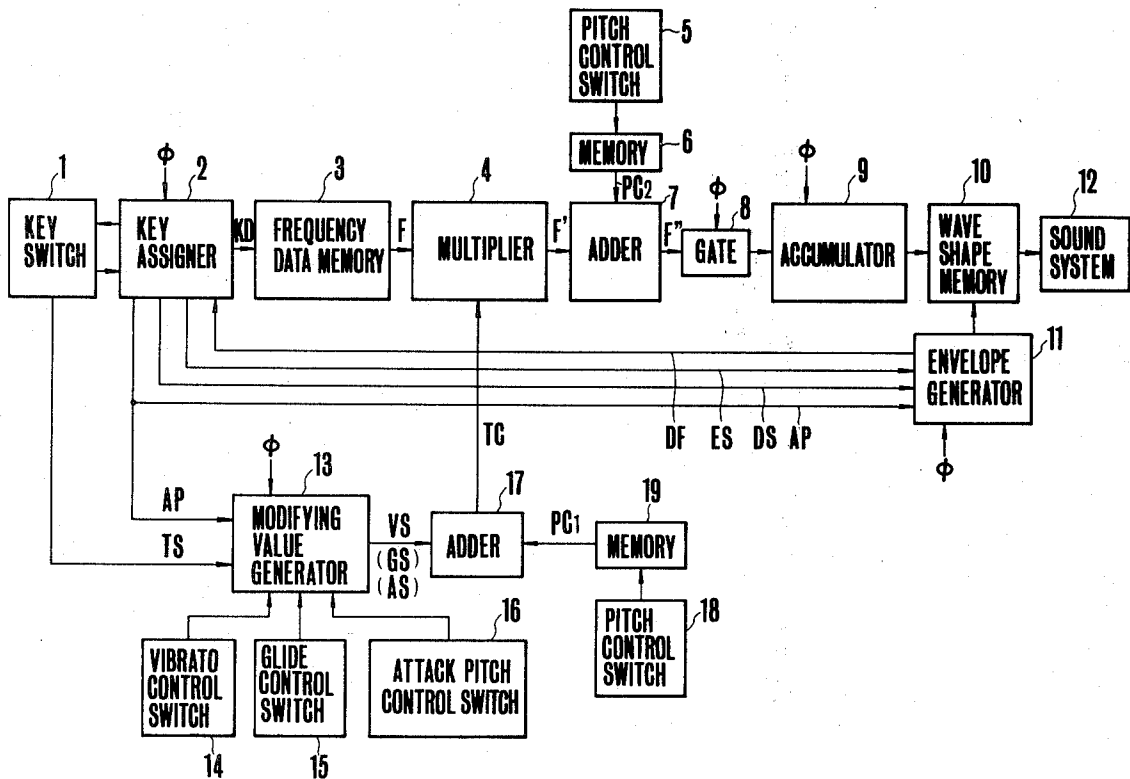 PITCH
CONTROL
SWITCH
5
MEMORY
6
PC2
7
1
KEY
SWITCH
φ
2
KEY
ASSIGNER
KD
3
FREQUENCY
DATA MEMORY
F
4
MULTIPLIER
F'
ADDER
F"
φ
8
GATE
φ
9
ACCUMULATOR
10
WAVE
SHAPE
MEMORY
12
SOUND
SYSTEM
ENVELOPE
GENERATOR
11
φ
DF
ES
DS
AP
TC
AP
TS
φ
13
MODIFYING
VALUE
GENERATOR
VS
(GS)
(AS)
17
ADDER
PC1
19
MEMORY
PITCH
CONTROL
SWITCH
18
VIBRATO
CONTROL
SWITCH
14
GLIDE
CONTROL
SWITCH
15
16
ATTACK PITCH
CONTROL SWITCH